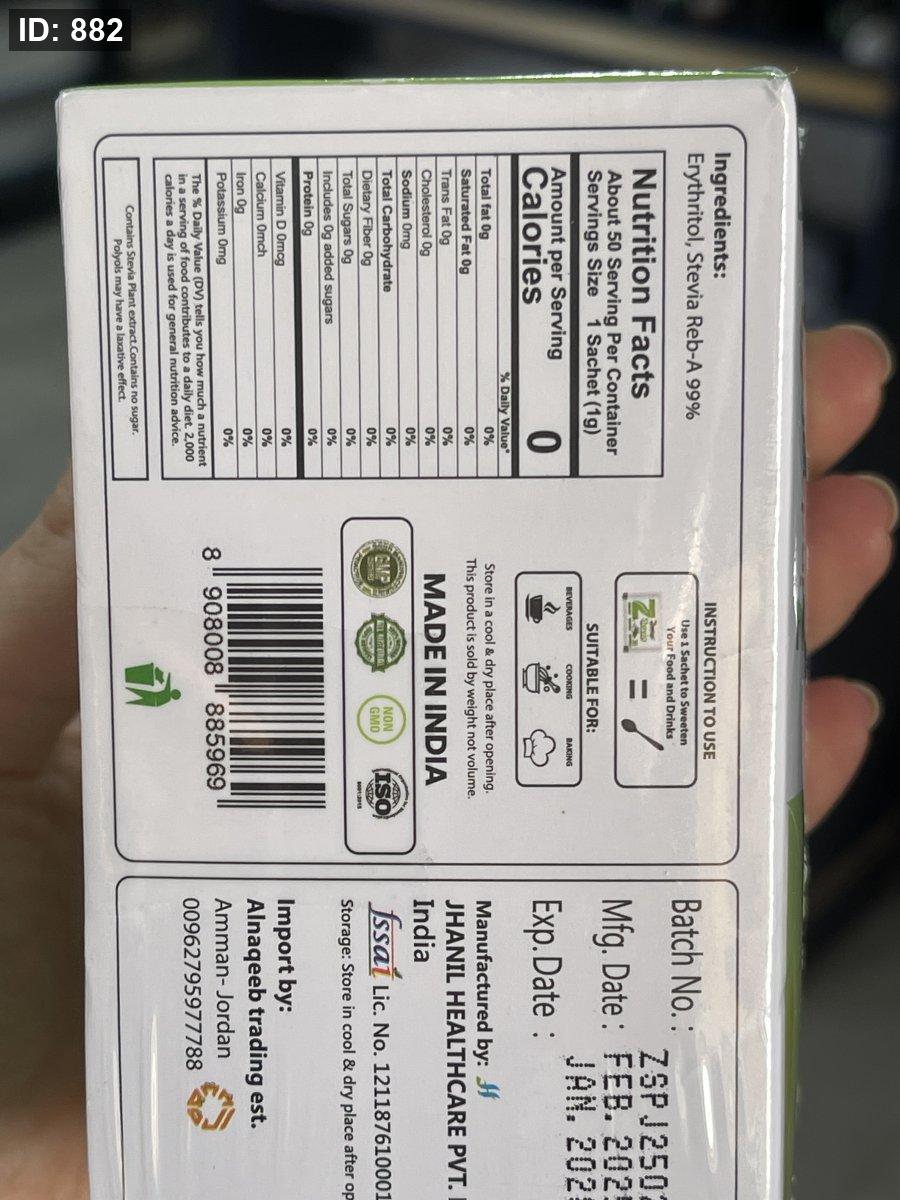 ID: 882
Ingredients:
Erythritol, Stevia Reb-A 99%
Nutrition Facts
About 50 Serving Per Container
Servings Size 1 Sachet (1g)
Amount per Serving
Calories 0
% Daily Value*
Total fat 0g 0%
Saturated Fat 0g 0%
Trans Fat 0g 0%
Cholesterol 0g 0%
Sodium 0mg 0%
Total Carbohydrate 0%
Dietary Fiber 0g 0%
Total Sugars 0g 0%
Includes 0g added sugars 0%
Protein 0g 0%
Vitamin D 0mcg 0%
Calcium 0mch 0%
Iron 0g 0%
Potassium 0mg 0%
The % Daily Value (DV) tells you how much a nutrient
in a serving of food contributes to a daily diet. 2,000
calories a day is used for general nutrition advice.
Contains Stevia Plant extract.Contains no sugar.
Polyols may have a laxative effect.
INSTRUCTION TO USE
Use 1 Sachet to Sweeten
Your Food and Drinks
=
SUITABLE FOR:
BEVERAGES COOKING BAKING
Store in a cool & dry place after opening.
This product is sold by weight not volume.
MADE IN INDIA
GMP
NON
GMO
ISO
8 908008 885969
Batch No. :
Mfg. Date : FEB.
Exp. Date : JAN.
Manufactured by:
JHANIL HEALTHCARE PVT.
India
fssai Lic. No. 121187610001
Storage: Store in cool & dry place after
Import by:
Alnaqeeb trading est.
Amman- Jordan
00962795977788